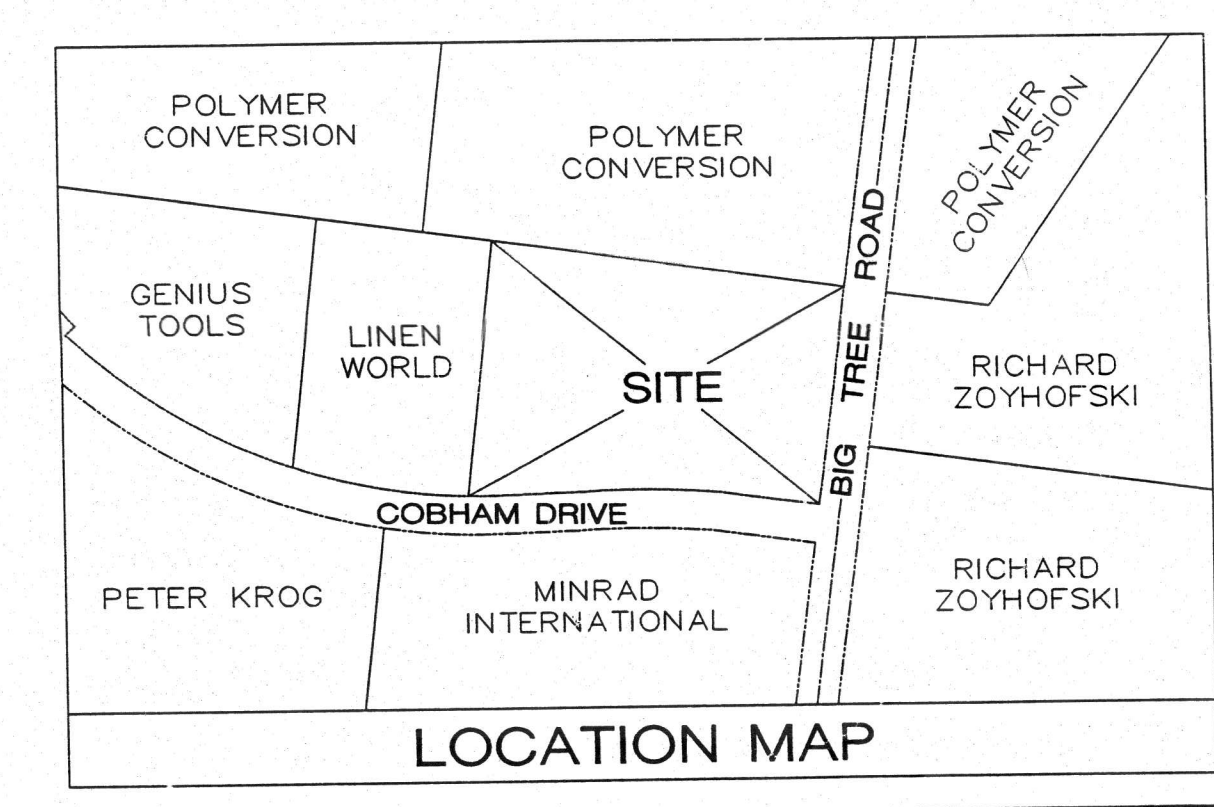 POLYMER
CONVERSION
POLYMER
CONVERSION
POLYMER
CONVERSION
GENIUS
TOOLS
LINEN
WORLD
SITE
BIG TREE ROAD
RICHARD
ZOYHOFSKI
COBHAM DRIVE
PETER KROG
MINRAD
INTERNATIONAL
RICHARD
ZOYHOFSKI
LOCATION MAP